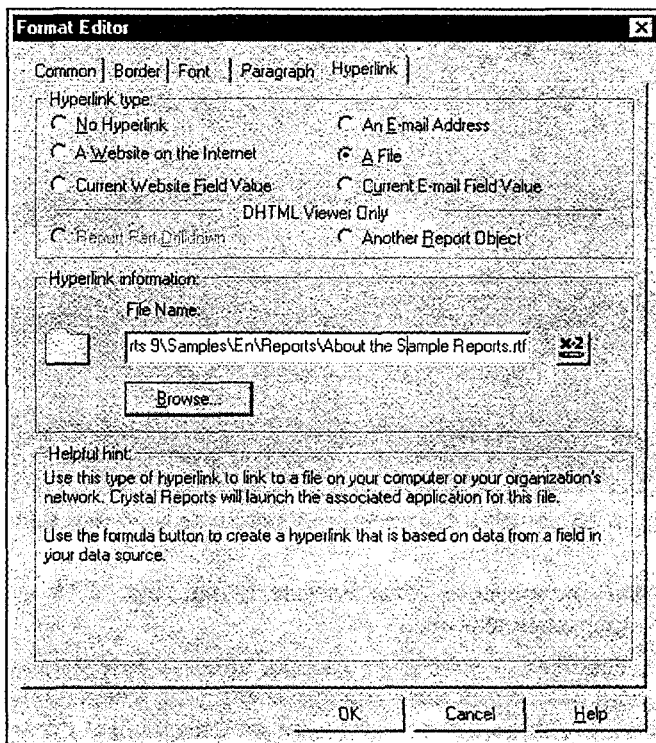 Format Editor
Common Border Font Paragraph Hyperlink
Hyperlink type:
No Hyperlink An E-mail Address
A Website on the Internet A File
Current Website Field Value Current E-mail Field Value
DHTML Viewer Only
Report Part Drilldown Another Report Object
Hyperlink information:
File Name:
rts 9\Samples\En\Reports\About the Sample Reports.rtf
x-2
Browse...
Helpful hint:
Use this type of hyperlink to link to a file on your computer or your organization's
network. Crystal Reports will launch the associated application for this file.
Use the formula button to create a hyperlink that is based on data from a field in
your data source.
OK Cancel Help